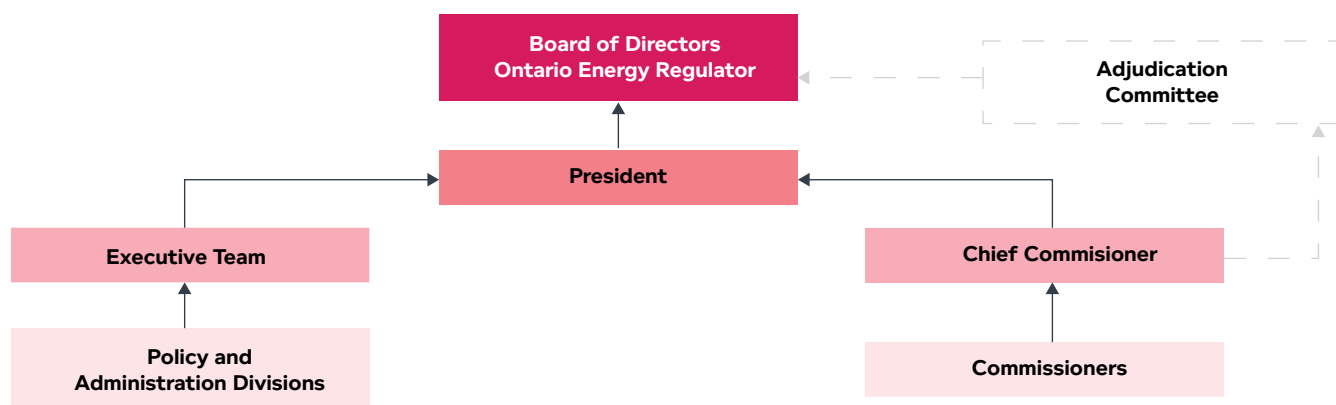 Board of Directors
Ontario Energy Regulator
Adjudication
Committee
President
Executive Team
Chief Commisioner
Policy and
Administration Divisions
Commissioners